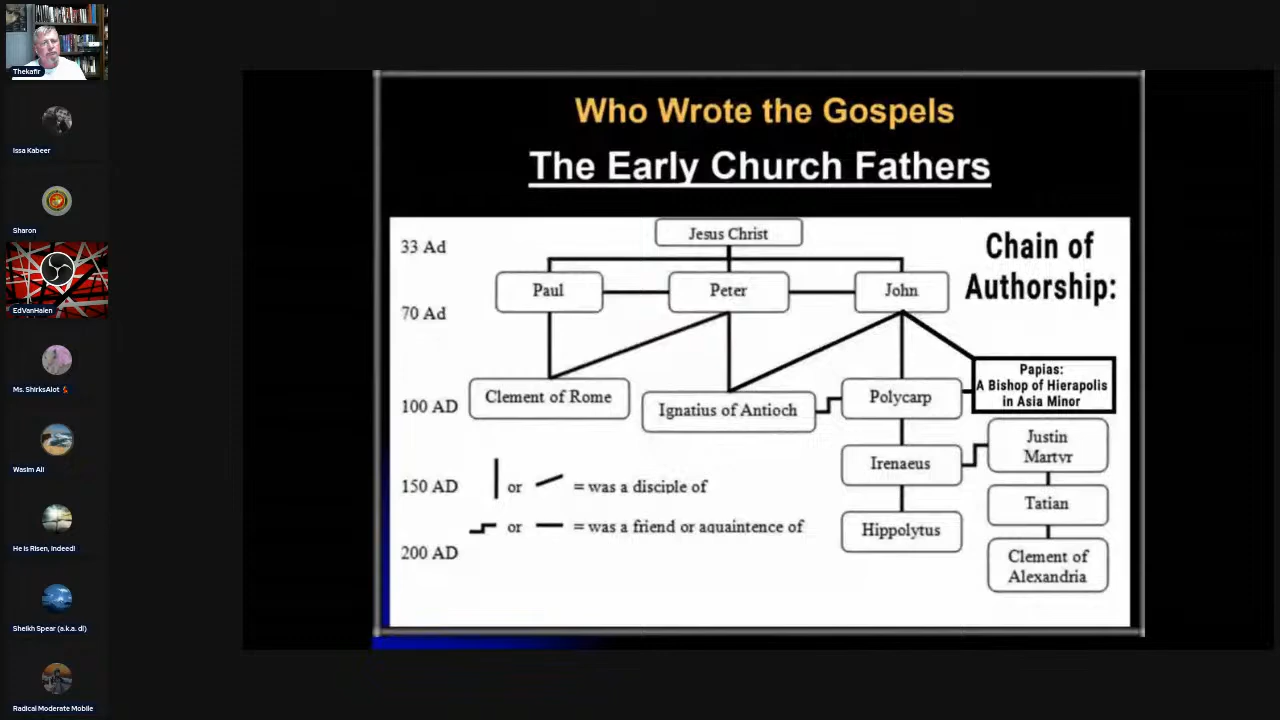 Thekafir
Issa Kabeer
Sharon
EdVanHalen
Ms. ShirksAlot
Wasim Ali
He is Risen, Indeed!
Sheikh Spear (a.k.a. dl)
Radical Moderate Mobile
Who Wrote the Gospels
The Early Church Fathers
33 Ad
Jesus Christ
Chain of
Authorship:
Paul
Peter
John
70 Ad
Papias:
A Bishop of Hierapolis
in Asia Minor
100 AD
Clement of Rome
Ignatius of Antioch
Polycarp
Justin
Martyr
Irenaeus
150 AD
or
= was a disciple of
Tatian
or
= was a friend or aquaintence of
Hippolytus
200 AD
Clement of
Alexandria